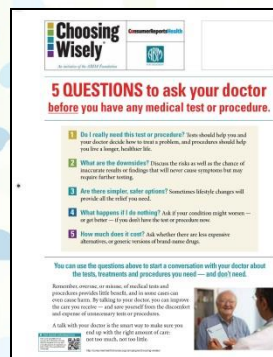 Choosing
Wisely
An initiative of the ABIM Foundation
ConsumerReportsHealth
5 QUESTIONS to ask your doctor
before you have any medical test or procedure.
1 Do I really need this test or procedure? Tests should help you and
your doctor decide how to treat a problem, and procedures should help
you live a longer, healthier life.
2 What are the downsides? Discuss the risks as well as the chance of
inaccurate results or findings that will never cause symptoms but may
require further testing.
3 Are there simpler, safer options? Sometimes lifestyle changes will
provide all the relief you need.
4 What happens if I do nothing? Ask if your condition might worsen —
or get better — if you don't have the test or procedure now.
5 How much does it cost? Ask whether there are less expensive
alternatives, or generic versions of brand-name drugs.
You can use the questions above to start a conversation with your doctor about
the tests, treatments and procedures you need — and don't need.
Remember, overuse, or misuse, of medical tests and
procedures provides little benefit, and in some cases can
even cause harm. By talking to your doctor, you can improve
the care you receive — and save yourself from the discomfort
and expense of unnecessary tests or procedures.
A talk with your doctor is the smart way to make sure you
end up with the right amount of care:
not too much, not too little.